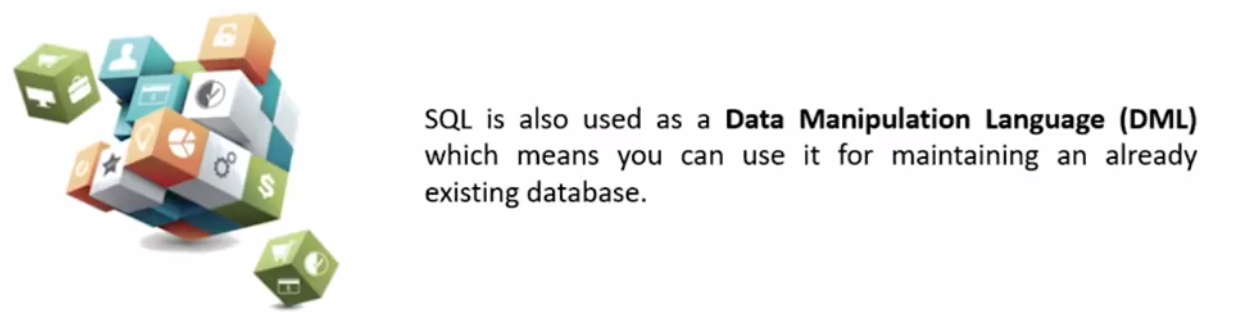 SQL is also used as a Data Manipulation Language (DML)
which means you can use it for maintaining an already
existing database.
$